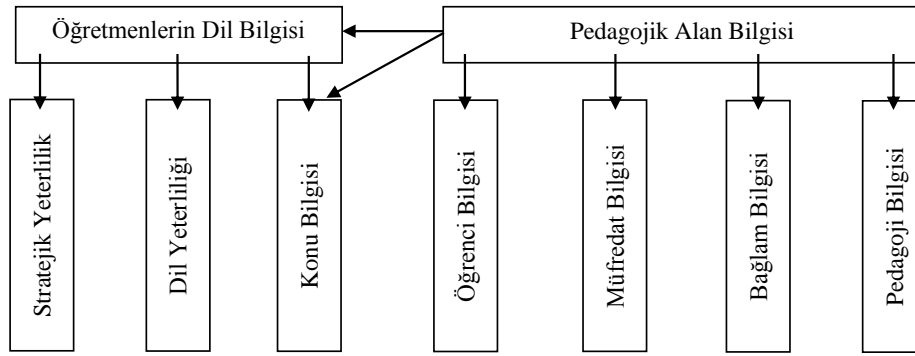 Öğretmenlerin Dil Bilgisi
Pedagojik Alan Bilgisi
Stratejik Yeterlilik
Dil Yeterliliği
Konu Bilgisi
Öğrenci Bilgisi
Müfredat Bilgisi
Bağlam Bilgisi
Pedagoji Bilgisi